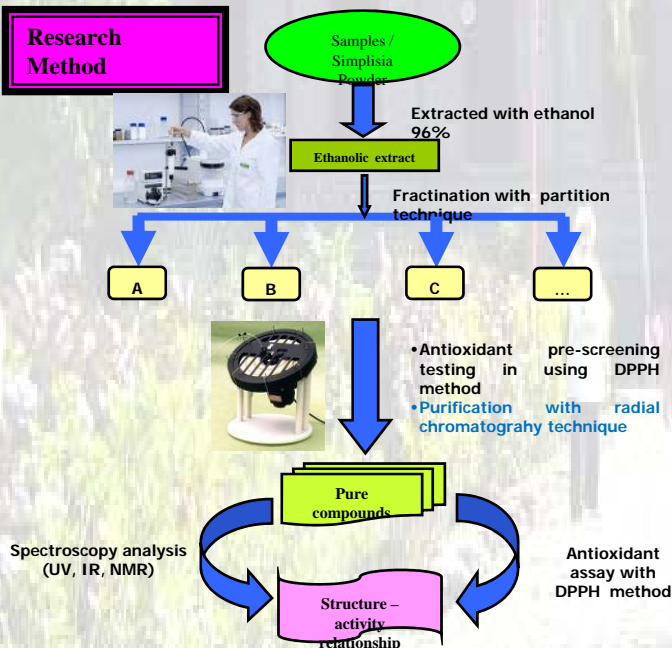 Research
Method
Samples /
Simplisia
Powder
Extracted with ethanol
96%
Ethanolic extract
Fractination with partition
technique
A
B
C
...
•Antioxidant pre-screening
testing in using DPPH
method
•Purification with radial
chromatograhy technique
Pure
compounds
Spectroscopy analysis
(UV, IR, NMR)
Antioxidant
assay with
DPPH method
Structure –
activity
relationship